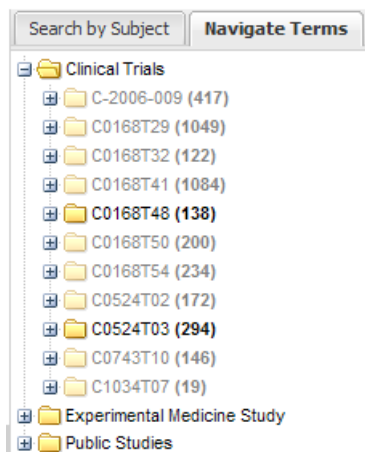 Search by Subject Navigate Terms
Clinical Trials
C-2006-009 (417)
C0168T29 (1049)
C0168T32 (122)
C0168T41 (1084)
C0168T48 (138)
C0168T50 (200)
C0168T54 (234)
C0524T02 (172)
C0524T03 (294)
C0743T10 (146)
C1034T07 (19)
Experimental Medicine Study
Public Studies